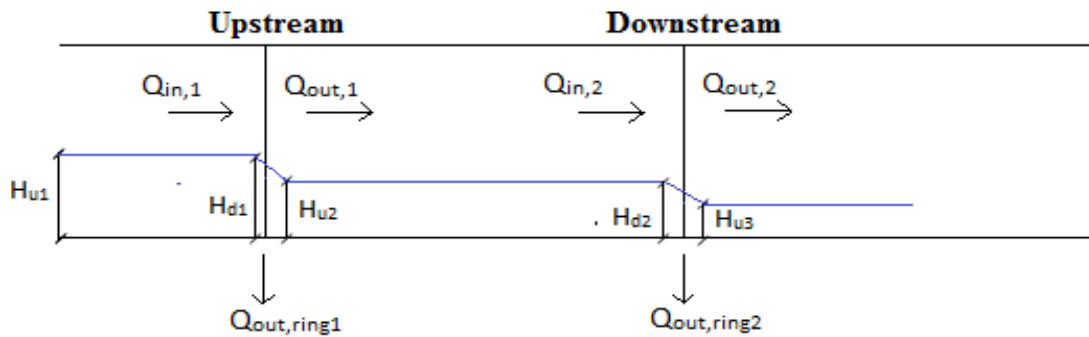 Upstream Downstream
Qin,1 Qout,1 Qin,2 Qout,2
Hu1 Hd1 Hu2 Hd2 Hu3
Qout,ring1 Qout,ring2